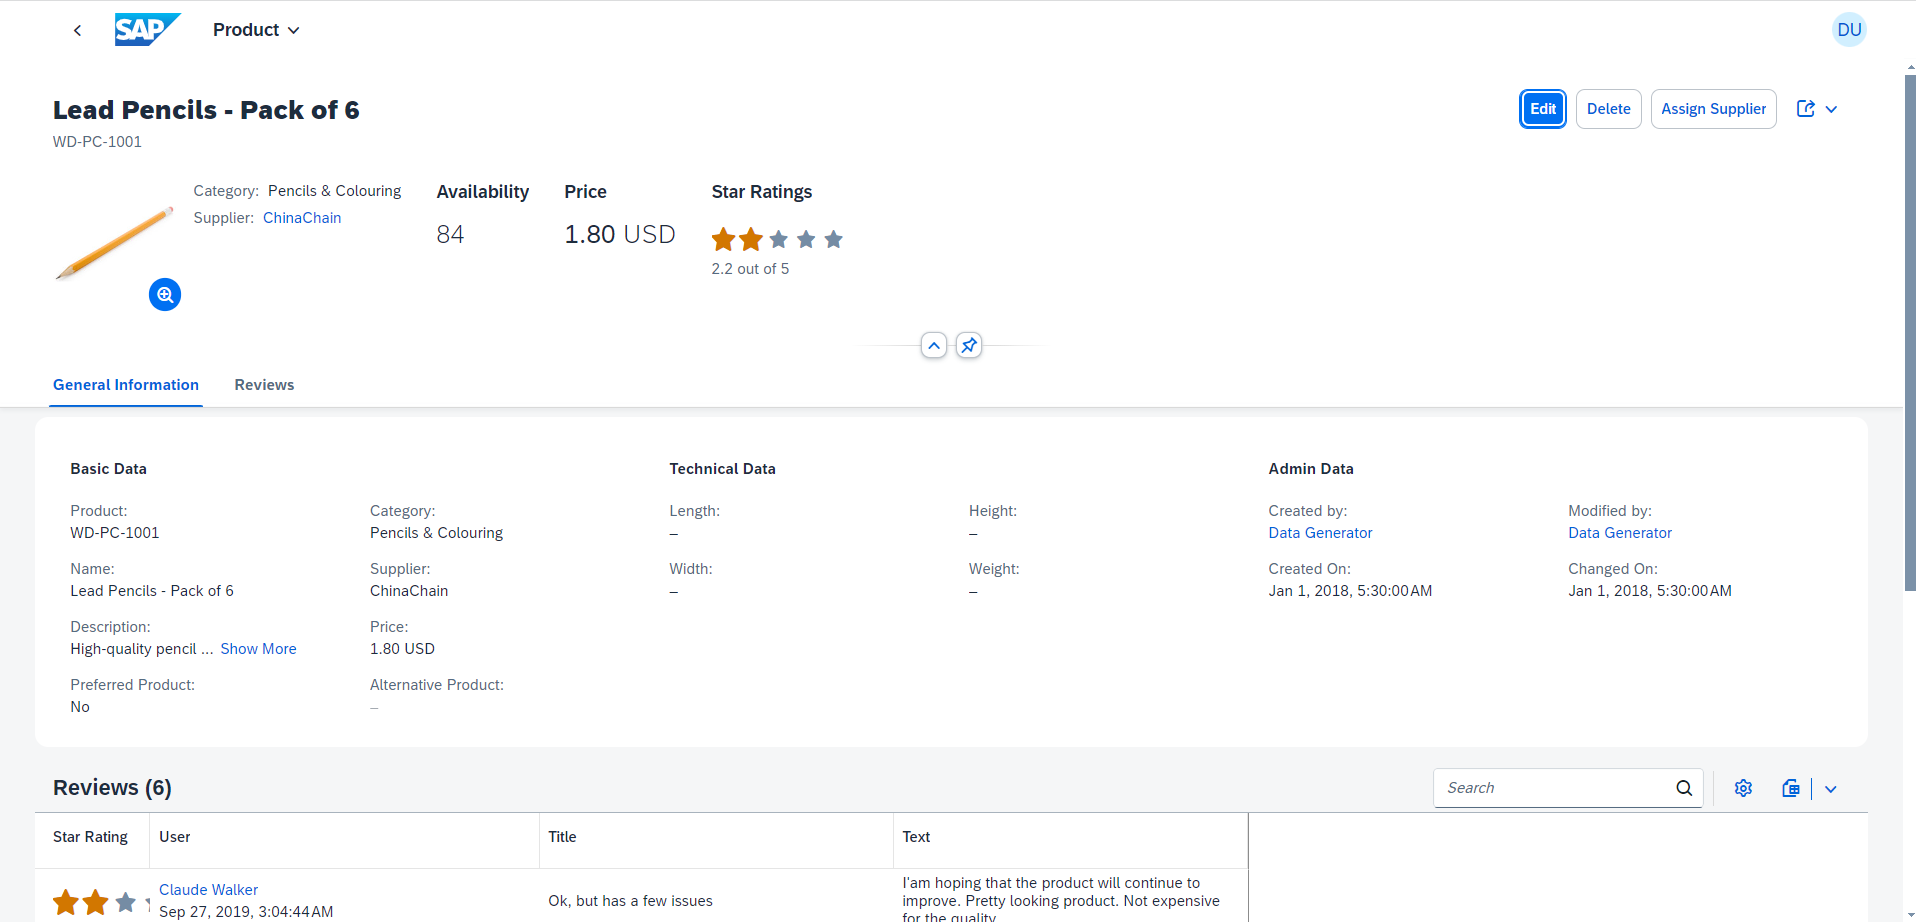 SAP
Product
DU
Lead Pencils - Pack of 6
WD-PC-1001
Edit
Delete
Assign Supplier
Category: Pencils & Colouring
Supplier: ChinaChain
Availability
84
Price
1.80 USD
Star Ratings
2.2 out of 5
General Information
Reviews
Basic Data
Product:
WD-PC-1001
Name:
Lead Pencils - Pack of 6
Description:
High-quality pencil ... Show More
Preferred Product:
No
Category:
Pencils & Colouring
Supplier:
ChinaChain
Price:
1.80 USD
Alternative Product:
–
Technical Data
Length:
–
Width:
–
Height:
–
Weight:
–
Admin Data
Created by:
Data Generator
Created On:
Jan 1, 2018, 5:30:00 AM
Modified by:
Data Generator
Changed On:
Jan 1, 2018, 5:30:00 AM
Reviews (6)
Search
Star Rating
User
Title
Text
Claude Walker
Sep 27, 2019, 3:04:44 AM
Ok, but has a few issues
I'am hoping that the product will continue to
improve. Pretty looking product. Not expensive
for the quality